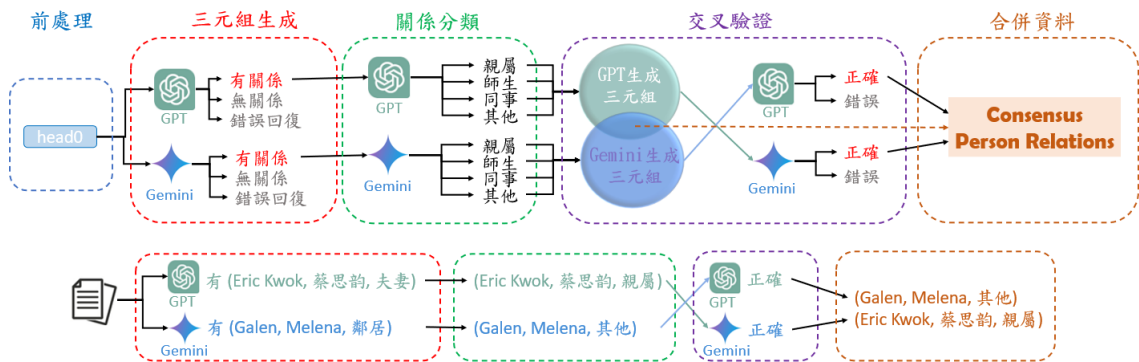 前處理
三元組生成
關係分類
交叉驗證
合併資料
head0
GPT
有關係
無關係
錯誤回復
Gemini
有關係
無關係
錯誤回復
GPT
親屬
師生
同事
其他
Gemini
親屬
師生
同事
其他
GPT生成
三元組
Gemini生成
三元組
GPT
正確
錯誤
Gemini
正確
錯誤
Consensus
Person Relations
GPT
有 (Eric Kwok, 蔡思韵, 夫妻)
Gemini
有 (Galen, Melena, 鄰居)
(Eric Kwok, 蔡思韵, 親屬)
(Galen, Melena, 其他)
GPT
正確
Gemini
正確
(Galen, Melena, 其他)
(Eric Kwok, 蔡思韵, 親屬)